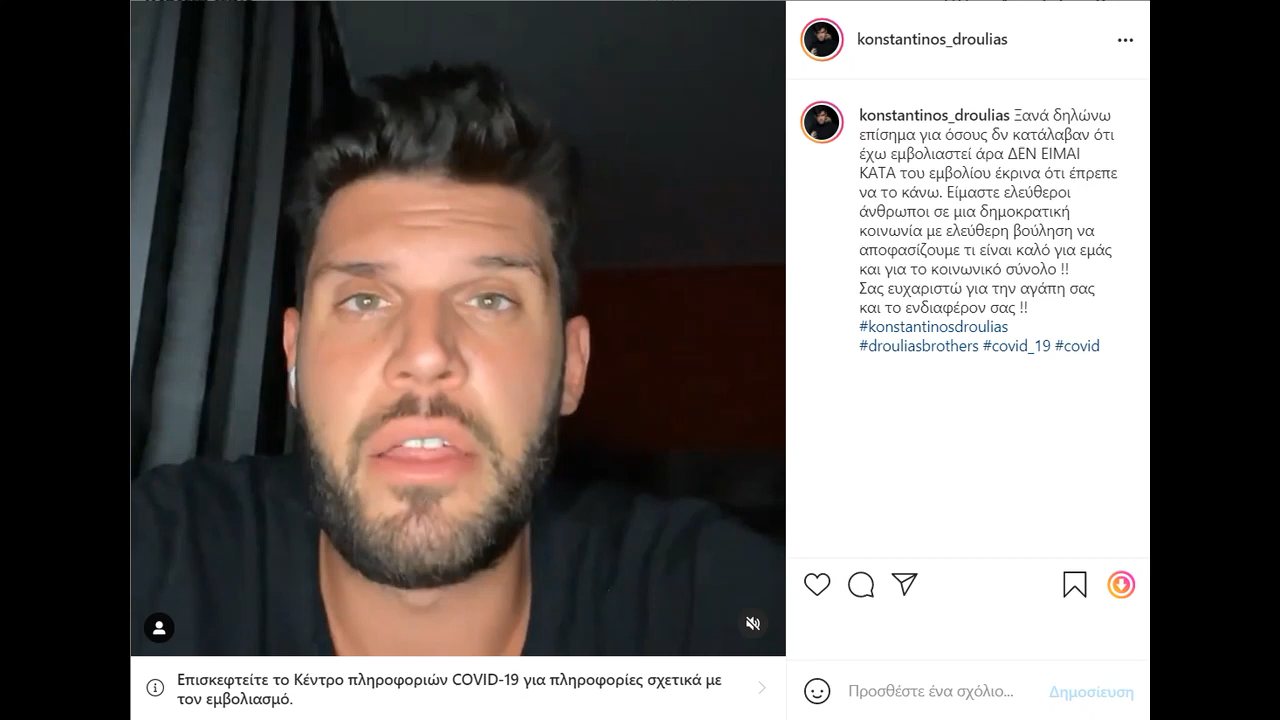 konstantinos_droulias
konstantinos_droulias Ξανά δηλώνω
επίσημα για όσους δν κατάλαβαν ότι
έχω εμβολιαστεί άρα ΔΕΝ ΕΙΜΑΙ
ΚΑΤΑ του εμβολίου έκρινα ότι έπρεπε
να το κάνω. Είμαστε ελεύθεροι
άνθρωποι σε μια δημοκρατική
κοινωνία με ελεύθερη βούληση να
αποφασίζουμε τι είναι καλό για εμάς
και για το κοινωνικό σύνολο !!
Σας ευχαριστώ για την αγάπη σας
και το ενδιαφέρον σας !!
#konstantinosdroulias
#drouliasbrothers #covid_19 #covid
Επισκεφτείτε το Κέντρο πληροφοριών COVID-19 για πληροφορίες σχετικά με
τον εμβολιασμό.
Προσθέστε ένα σχόλιο... Δημοσίευση